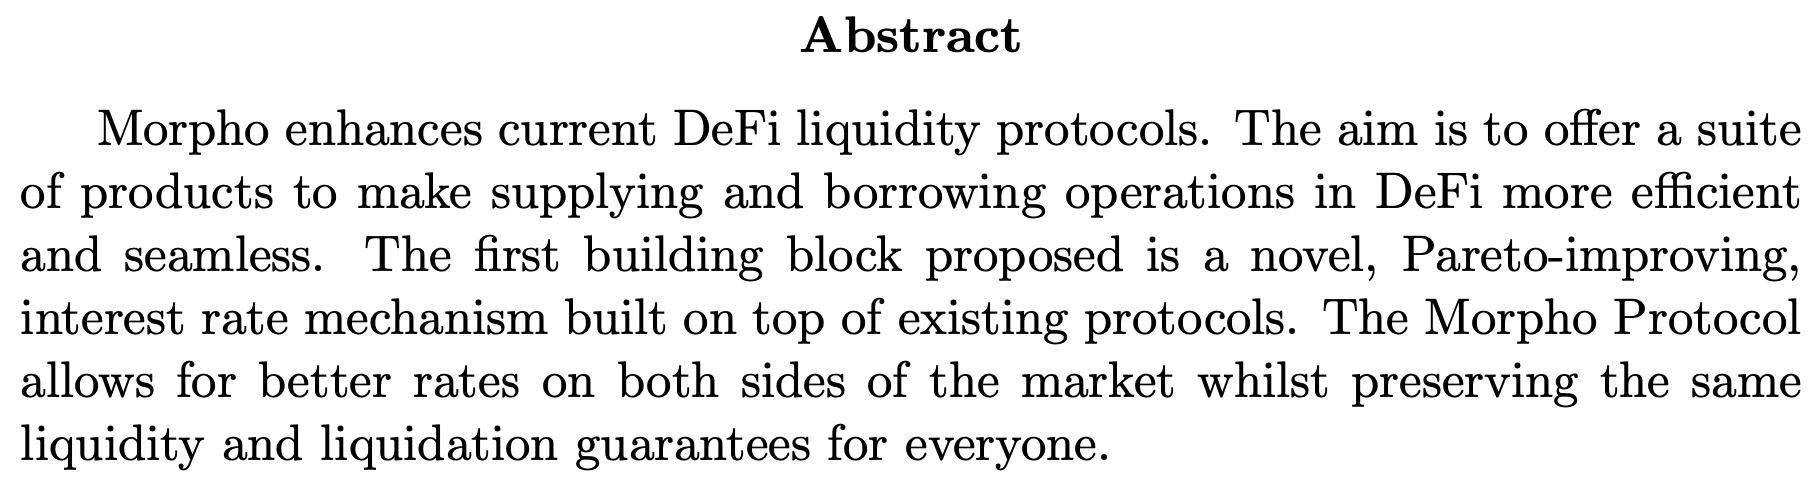 Abstract
Morpho enhances current DeFi liquidity protocols. The aim is to offer a suite
of products to make supplying and borrowing operations in DeFi more efficient
and seamless. The first building block proposed is a novel, Pareto-improving,
interest rate mechanism built on top of existing protocols. The Morpho Protocol
allows for better rates on both sides of the market whilst preserving the same
liquidity and liquidation guarantees for everyone.